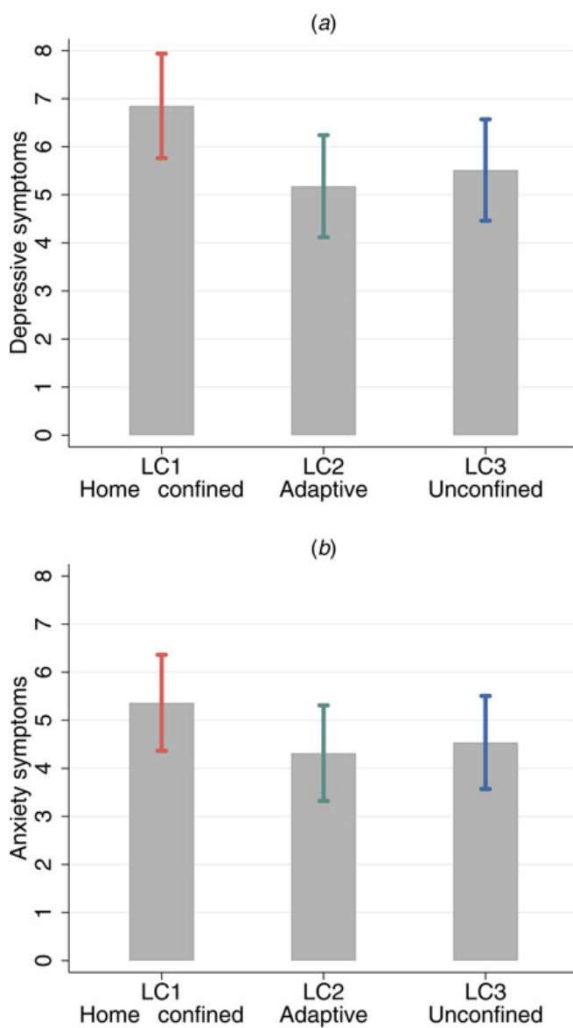 (a)
Depressive symptoms
8
7
6
5
4
3
2
1
0
LC1 LC2 LC3
Home confined Adaptive Unconfined
(b)
Anxiety symptoms
8
7
6
5
4
3
2
1
0
LC1 LC2 LC3
Home confined Adaptive Unconfined